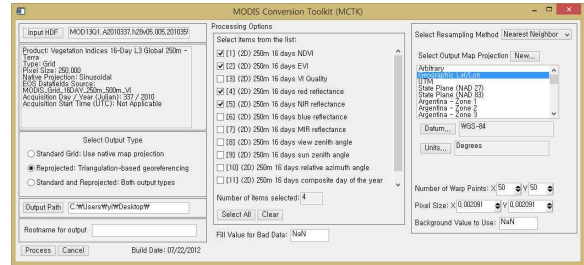 MODIS Conversion Toolkit (MCTK)
Input HDF
MOD13Q1.A2010337.h28v05.005.201035
Product: Vegetation Indices 16-Day L3 Global 250m -
Terra
Type: Grid
Pixel Size: 250.000
Native Projection: Sinusoidal
EOS Datafields Source:
MODIS_Grid_16DAY_250m_500m_VI
Acquisition Day / Year (Julian): 337 / 2010
Acquisition Start Time (UTC): Not Applicable
Select Output Type
Standard Grid: Use native map projection
Reprojected: Triangulation-based georeferencing
Standard and Reprojected: Both output types
Output Path
C:₩Users₩yi₩Desktop₩
Rootname for output
Process
Cancel
Build Date: 07/22/2012
Processing Options
Select items from the list:
[1] (2D) 250m 16 days NDVI
[2] (2D) 250m 16 days EVI
[3] (2D) 250m 16 days VI Quality
[4] (2D) 250m 16 days red reflectance
[5] (2D) 250m 16 days NIR reflectance
[6] (2D) 250m 16 days blue reflectance
[7] (2D) 250m 16 days MIR reflectance
[8] (2D) 250m 16 days view zenith angle
[9] (2D) 250m 16 days sun zenith angle
[10] (2D) 250m 16 days relative azimuth angle
[11] (2D) 250m 16 days composite day of the year
Number of items selected: 4
Select All
Clear
Fill Value for Bad Data: NaN
Select Resampling Method
Nearest Neighbor
Select Output Map Projection
New...
Arbitrary
Geographic Lat/Lon
UTM
State Plane (NAD 27)
State Plane (NAD 83)
Argentina - Zone 1
Argentina - Zone 2
Argentina - Zone 3
Datum...
WGS-84
Units...
Degrees
Number of Warp Points: X 50 Y 50
Pixel Size: X 0.002091 Y 0.002091
Background Value to Use: NaN